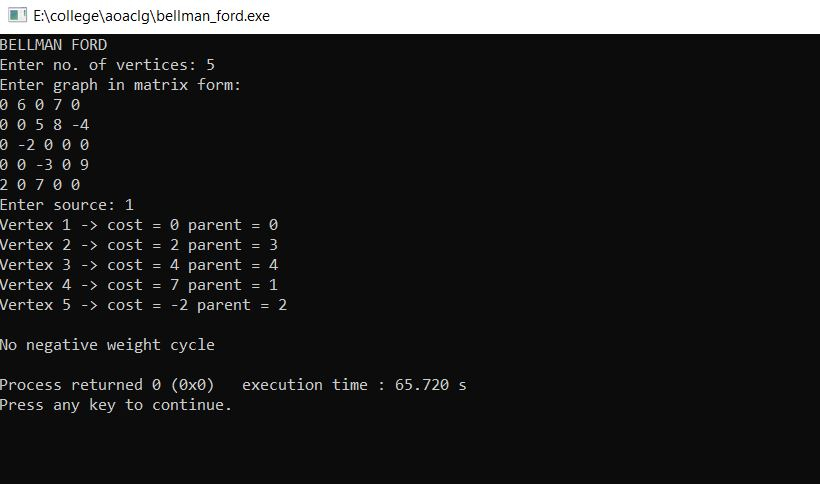 E:\college\aoaclg\bellman_ford.exe
BELLMAN FORD
Enter no. of vertices: 5
Enter graph in matrix form:
0 6 0 7 0
0 0 5 8 -4
0 -2 0 0 0
0 0 -3 0 9
2 0 7 0 0
Enter source: 1
Vertex 1 -> cost = 0 parent = 0
Vertex 2 -> cost = 2 parent = 3
Vertex 3 -> cost = 4 parent = 4
Vertex 4 -> cost = 7 parent = 1
Vertex 5 -> cost = -2 parent = 2
No negative weight cycle
Process returned 0 (0x0)   execution time : 65.720 s
Press any key to continue.